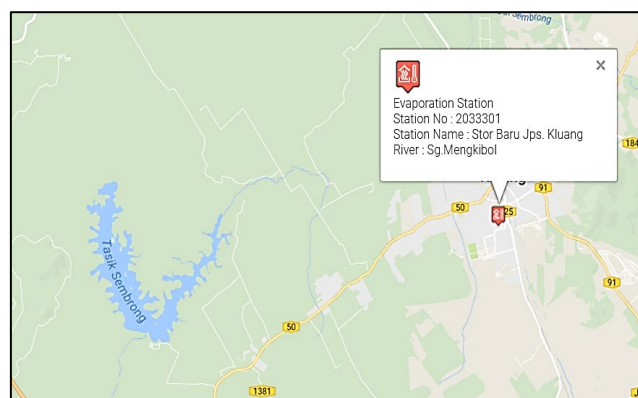 ×
Evaporation Station
Station No : 2033301
Station Name : Stor Baru Jps. Kluang
River : Sg.Mengkibol
184
91
50
25
Tasik Sembrong
91
50
1381